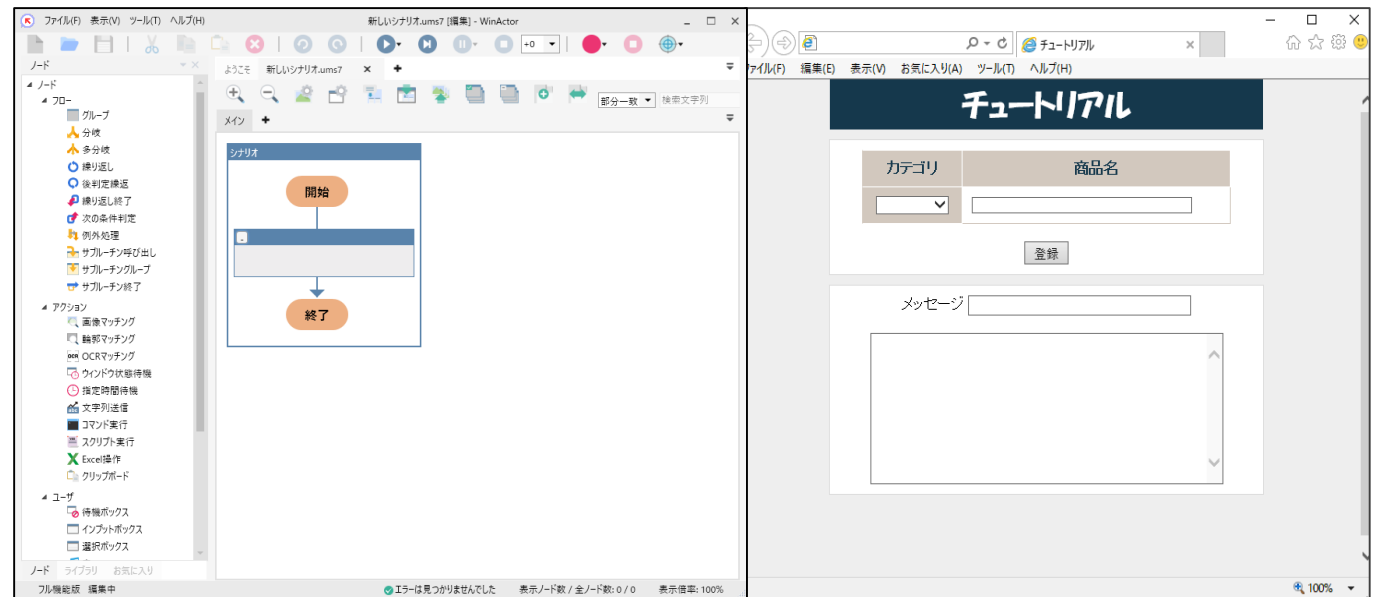 ファイル(F) 表示(V) ツール(T) ヘルプ(H)
新しいシナリオ.ums7 [編集] - WinActor
+0
ノード
ノード
フロー
グループ
分岐
多分岐
繰り返し
後判定繰返
繰り返し終了
次の条件判定
例外処理
サブルーチン呼び出し
サブルーチングループ
サブルーチン終了
アクション
画像マッチング
輪郭マッチング
OCR OCRマッチング
ウィンドウ状態待機
指定時間待機
文字列送信
コマンド実行
スクリプト実行
Excel操作
クリップボード
ユーザ
待機ボックス
インプットボックス
選択ボックス
ノード ライブラリ お気に入り
フル機能版 編集中
ようこそ 新しいシナリオ.ums7
部分一致 検索文字列
メイン
シナリオ
開始
終了
エラーは見つかりませんでした 表示ノード数 / 全ノード数: 0 / 0 表示倍率: 100%
チュートリアル
ファイル(F) 編集(E) 表示(V) お気に入り(A) ツール(T) ヘルプ(H)
チュートリアル
カテゴリ 商品名
登録
メッセージ
100%